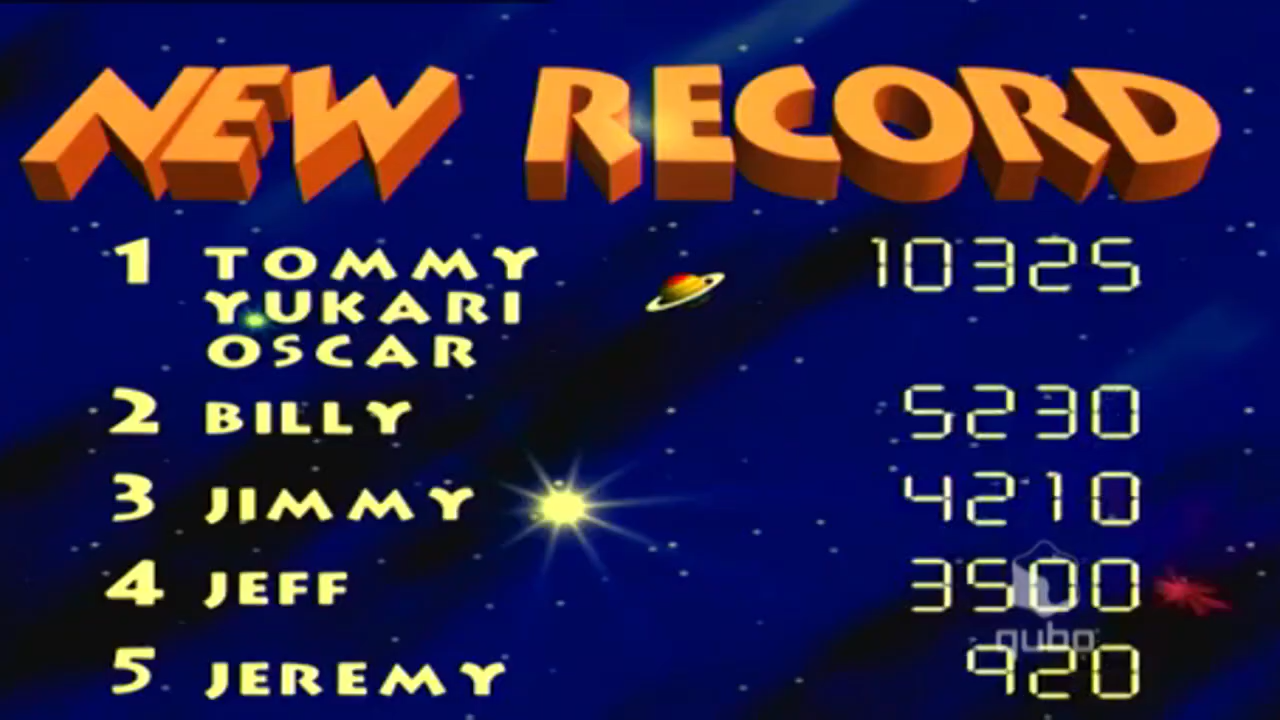 NEW RECORD
1 TOMMY 10325
YUKARI
OSCAR
2 BILLY 5230
3 JIMMY 4210
4 JEFF 3500
5 JEREMY 920
qubo